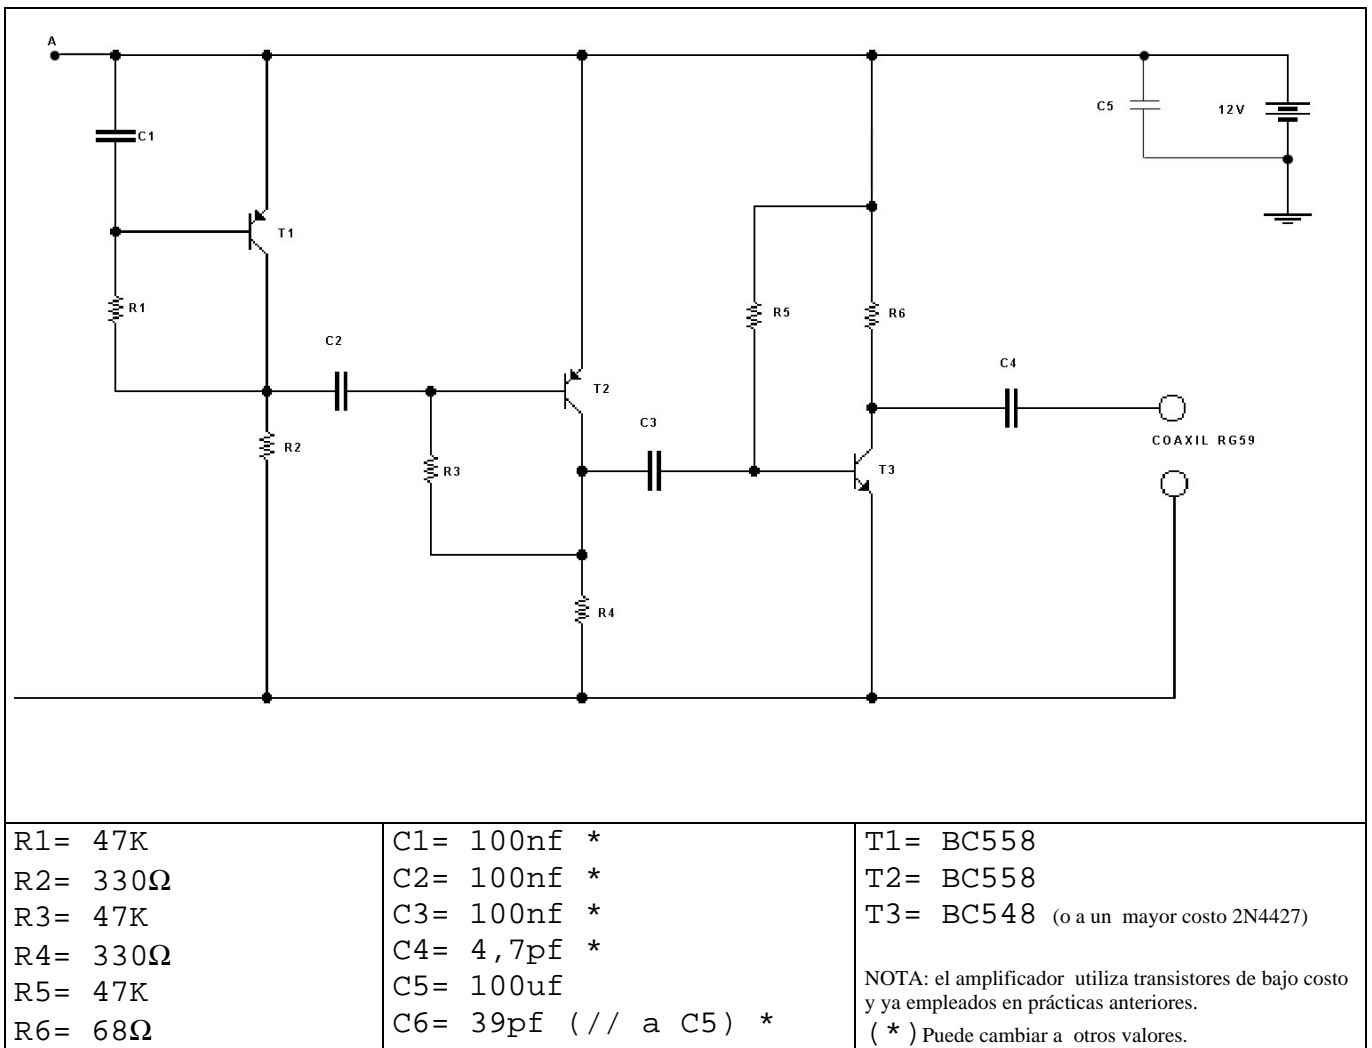 A
C1
C5
12V
T1
R1
C2
R5
R6
C4
T2
C3
COAXIL RG59
R2
R3
T3
R4
R1= 47K
R2= 330Ω
R3= 47K
R4= 330Ω
R5= 47K
R6= 68Ω
C1= 100nf *
C2= 100nf *
C3= 100nf *
C4= 4,7pf *
C5= 100uf
C6= 39pf (// a C5) *
T1= BC558
T2= BC558
T3= BC548 (o a un mayor costo 2N4427)
NOTA: el amplificador utiliza transistores de bajo costo
y ya empleados en prácticas anteriores.
(*) Puede cambiar a otros valores.